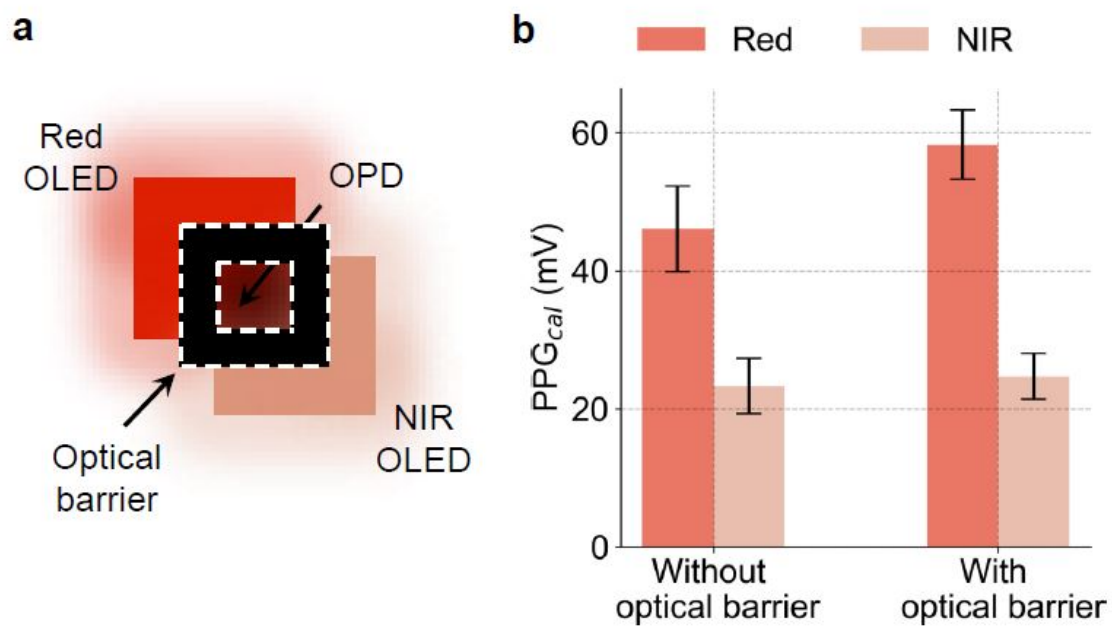 a
Red
OLED
OPD
Optical
barrier
NIR
OLED
b
Red
NIR
PPG_cal (mV)
60
40
20
0
Without
optical barrier
With
optical barrier